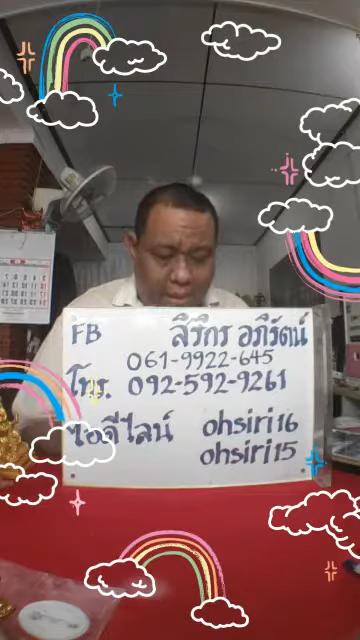 FB สิริกร อภิรัตน์
061-9922-645
โทร. 092-592-9261
ไอดีไลน์ ohsiri16
ohsiri15